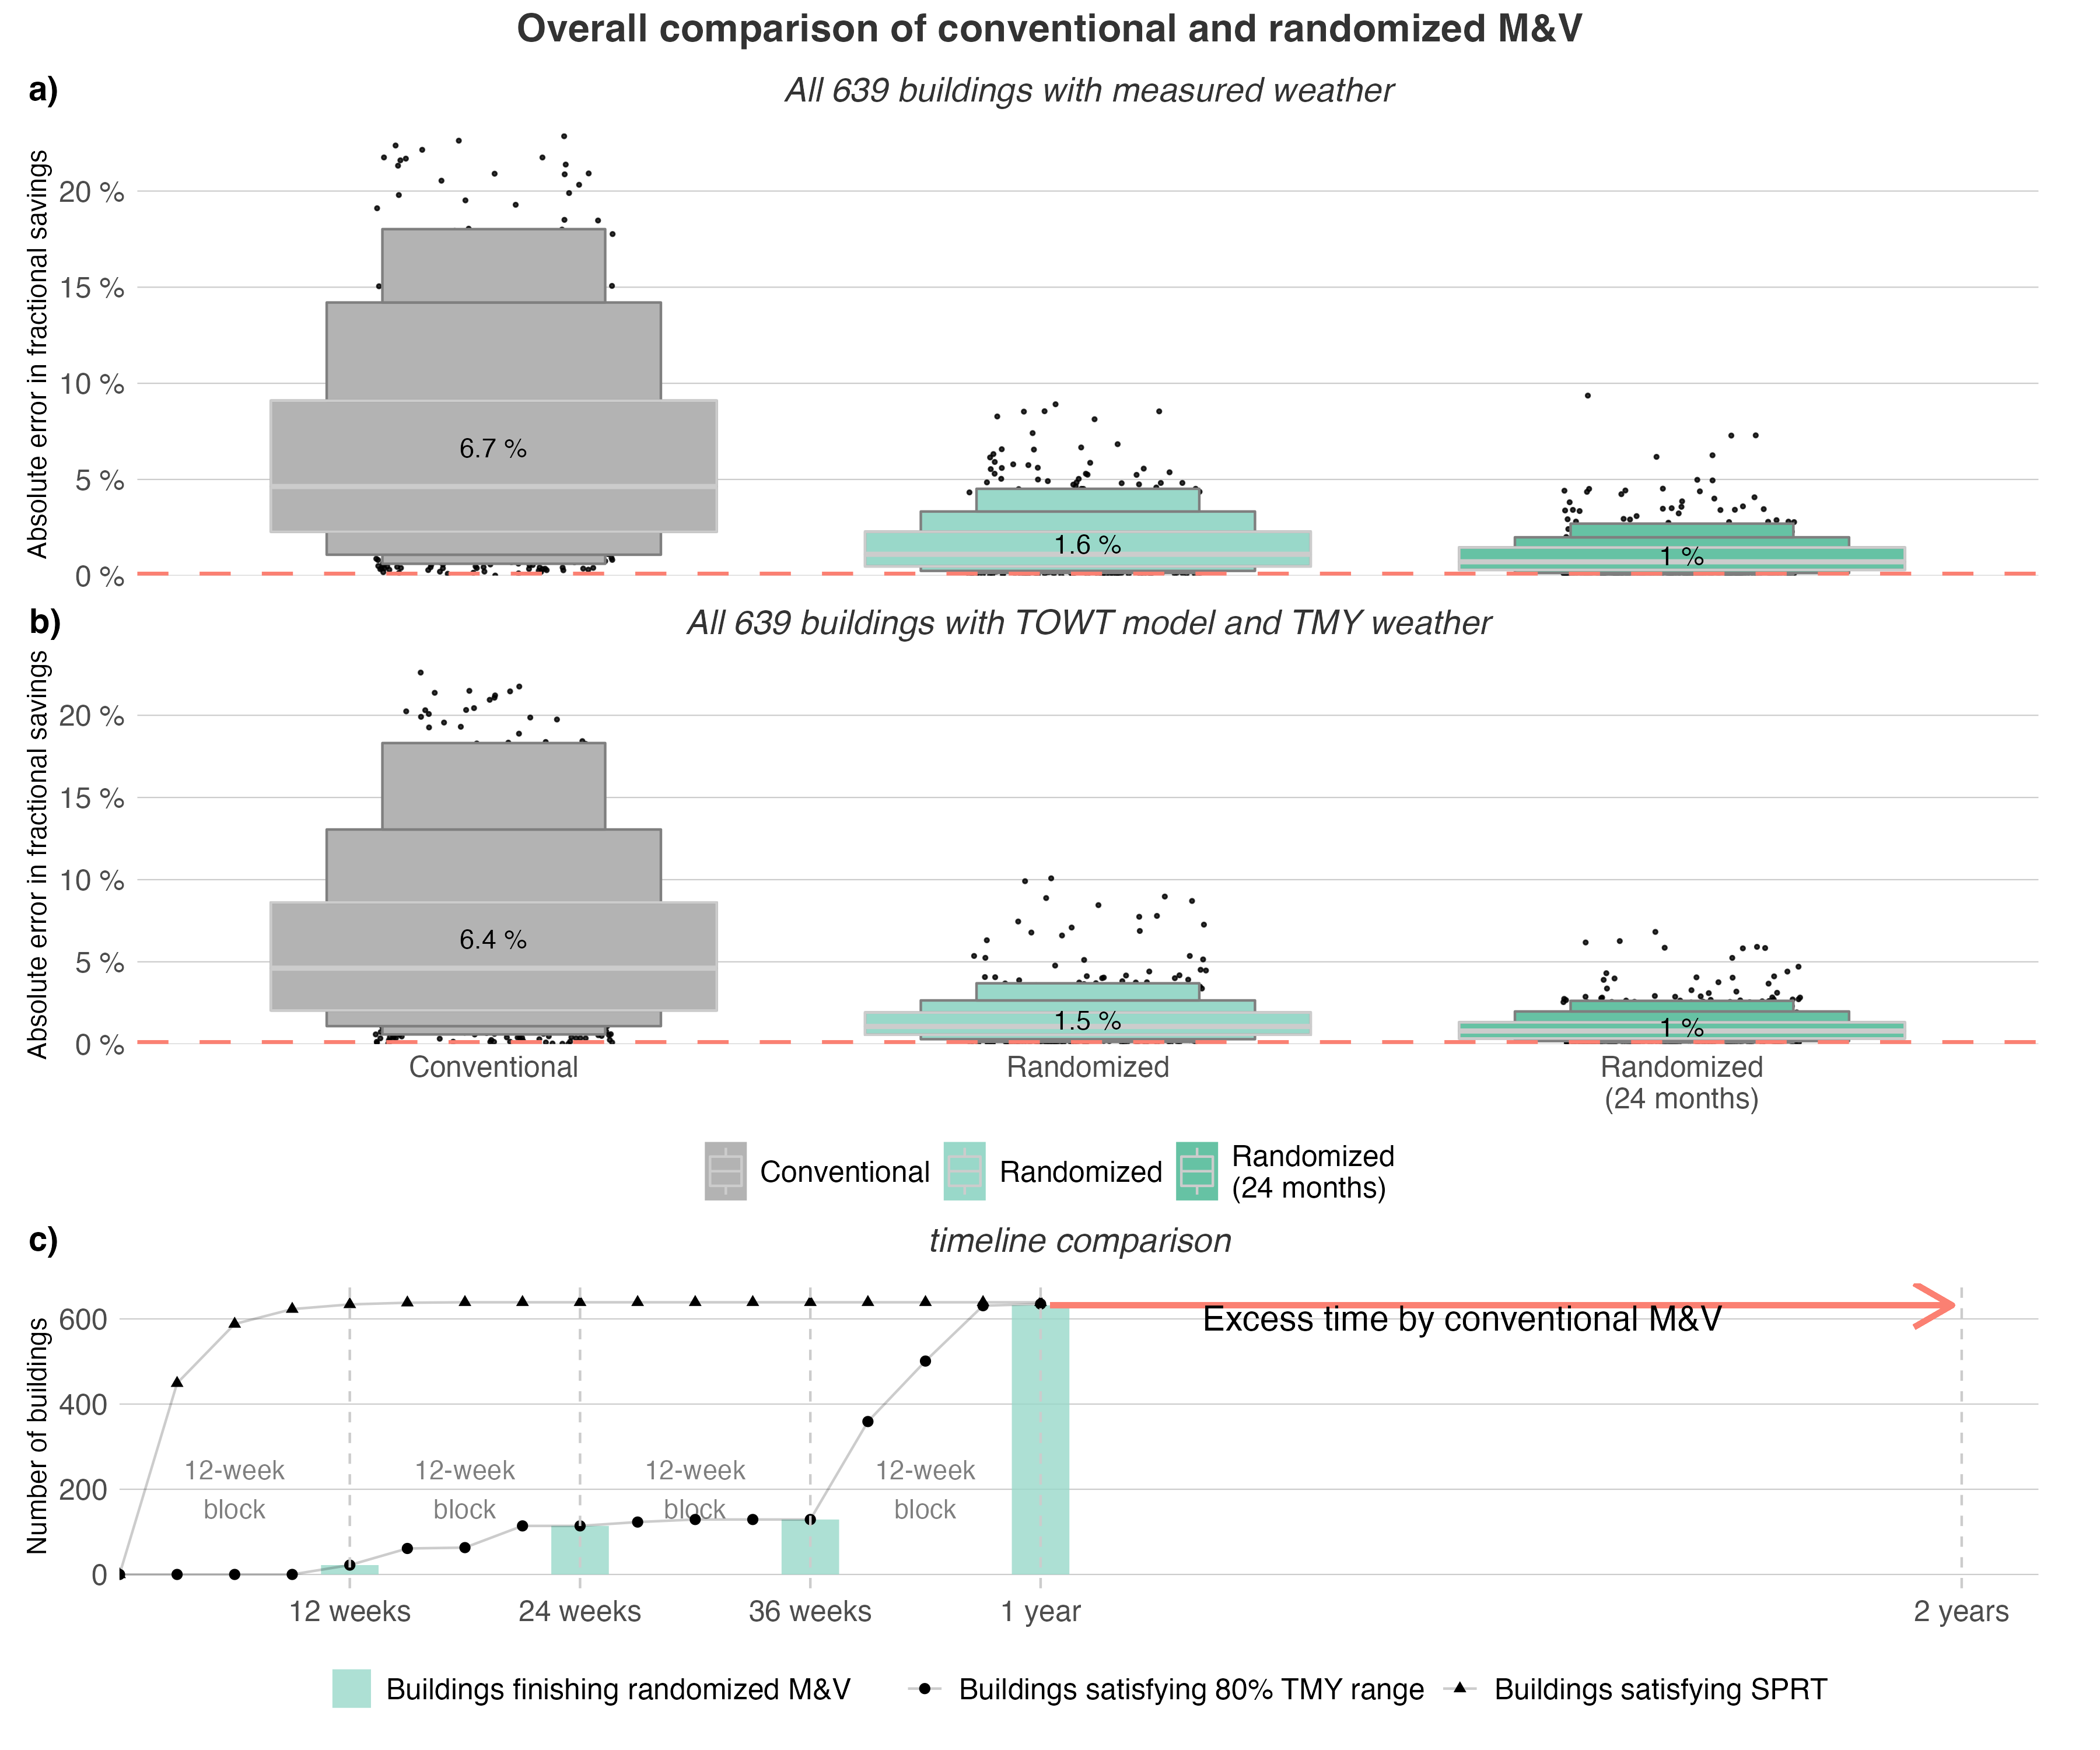 Overall comparison of conventional and randomized M&V
a)
All 639 buildings with measured weather
Absolute error in fractional savings
20 %
15 %
10 %
5 %
0 %
6.7 %
1.6 %
1 %
b)
All 639 buildings with TOWT model and TMY weather
Absolute error in fractional savings
20 %
15 %
10 %
5 %
0 %
6.4 %
1.5 %
1 %
Conventional
Randomized
Randomized
(24 months)
Conventional
Randomized
Randomized
(24 months)
c)
timeline comparison
Number of buildings
600
400
200
0
Excess time by conventional M&V
12-week
block
12-week
block
12-week
block
12-week
block
12 weeks
24 weeks
36 weeks
1 year
2 years
Buildings finishing randomized M&V
Buildings satisfying 80% TMY range
Buildings satisfying SPRT